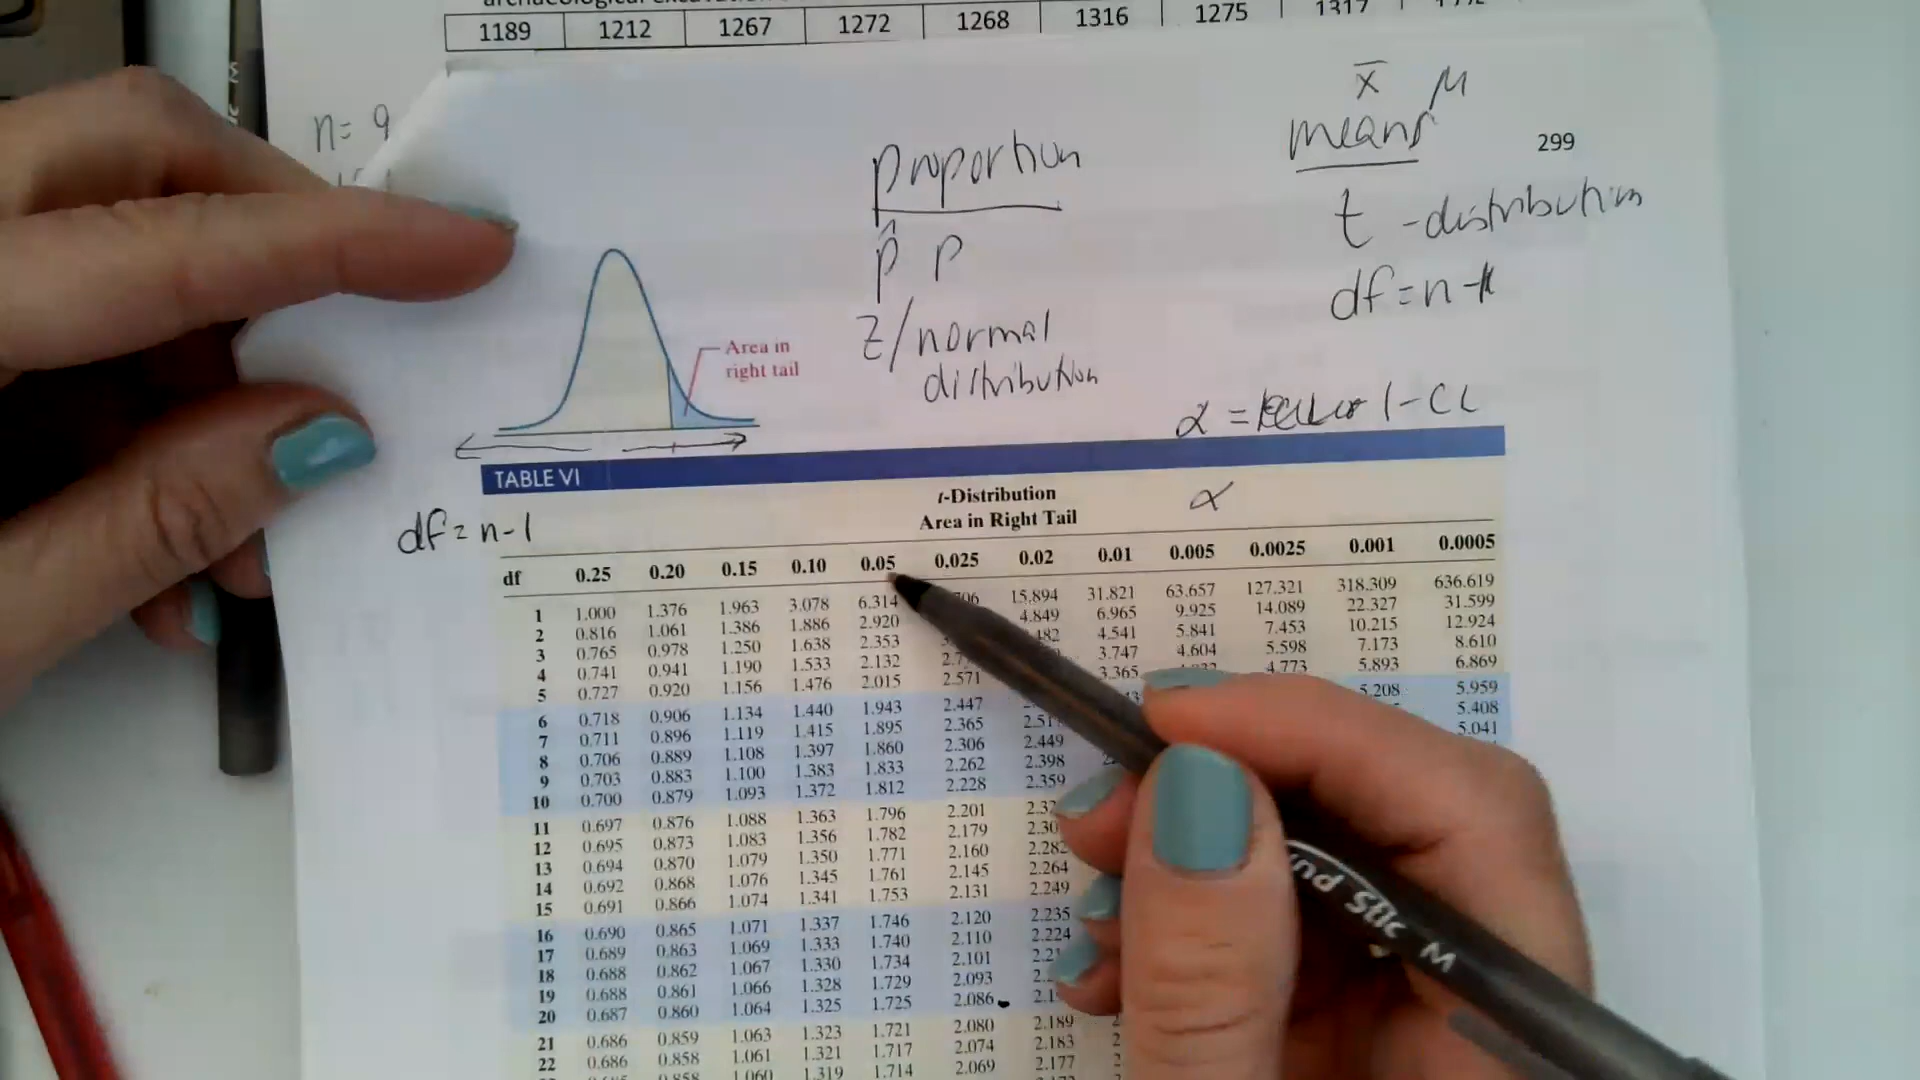 1189 1212 1267 1272 1268 1316 1275 1317
n= 9
x̄ μ
means
299
proportion
t -distribution
p̂ p
df=n-1
z/normal
distribution
Area in
right tail
α = 1-CL
TABLE VI
t-Distribution
Area in Right Tail
α
df= n-1
df 0.25 0.20 0.15 0.10 0.05 0.025 0.02 0.01 0.005 0.0025 0.001 0.0005
1 1.000 1.376 1.963 3.078 6.314 15.894 31.821 63.657 127.321 318.309 636.619
2 0.816 1.061 1.386 1.886 2.920 4.849 6.965 9.925 14.089 22.327 31.599
3 0.765 0.978 1.250 1.638 2.353 4.541 5.841 7.453 10.215 12.924
4 0.741 0.941 1.190 1.533 2.132 3.747 4.604 5.598 7.173 8.610
5 0.727 0.920 1.156 1.476 2.015 2.571 3.365 4.773 5.893 6.869
6 0.718 0.906 1.134 1.440 1.943 2.447 5.208 5.959
7 0.711 0.896 1.119 1.415 1.895 2.365 5.408
8 0.706 0.889 1.108 1.397 1.860 2.306 2.449 5.041
9 0.703 0.883 1.100 1.383 1.833 2.262 2.398
10 0.700 0.879 1.093 1.372 1.812 2.228 2.359
11 0.697 0.876 1.088 1.363 1.796 2.201
12 0.695 0.873 1.083 1.356 1.782 2.179
13 0.694 0.870 1.079 1.350 1.771 2.160 2.282
14 0.692 0.868 1.076 1.345 1.761 2.145 2.264
15 0.691 0.866 1.074 1.341 1.753 2.131 2.249
16 0.690 0.865 1.071 1.337 1.746 2.120 2.235
17 0.689 0.863 1.069 1.333 1.740 2.110 2.224
18 0.688 0.862 1.067 1.330 1.734 2.101
19 0.688 0.861 1.066 1.328 1.729 2.093
20 0.687 0.860 1.064 1.325 1.725 2.086
21 0.686 0.859 1.063 1.323 1.721 2.080 2.189
22 0.686 0.858 1.061 1.321 1.717 2.074 2.183
0.858 1.060 1.319 1.714 2.069 2.177